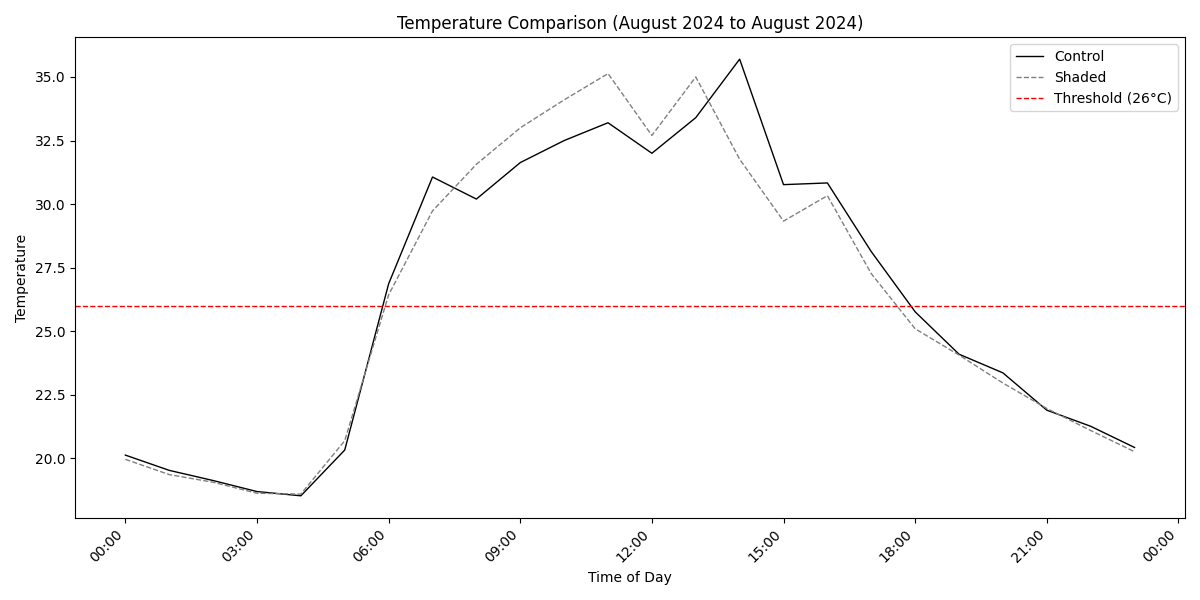 Temperature Comparison (August 2024 to August 2024)
Control
Shaded
Threshold (26°C)
Temperature
35.0
32.5
30.0
27.5
25.0
22.5
20.0
00:00
03:00
06:00
09:00
12:00
15:00
18:00
21:00
00:00
Time of Day